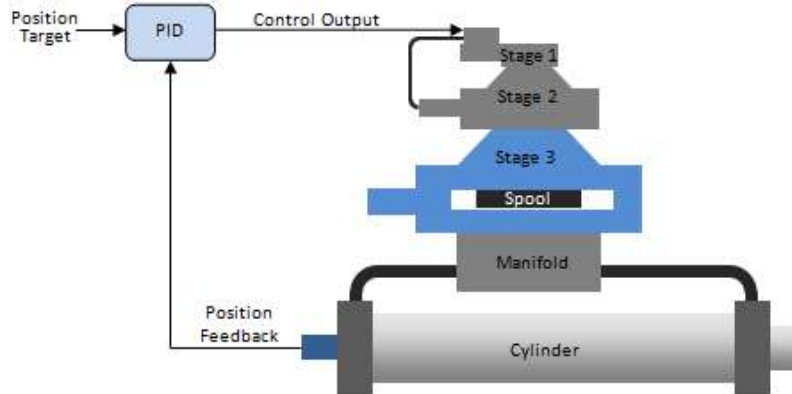 Position
Target
PID
Control Output
Stage 1
Stage 2
Stage 3
Spool
Manifold
Position
Feedback
Cylinder